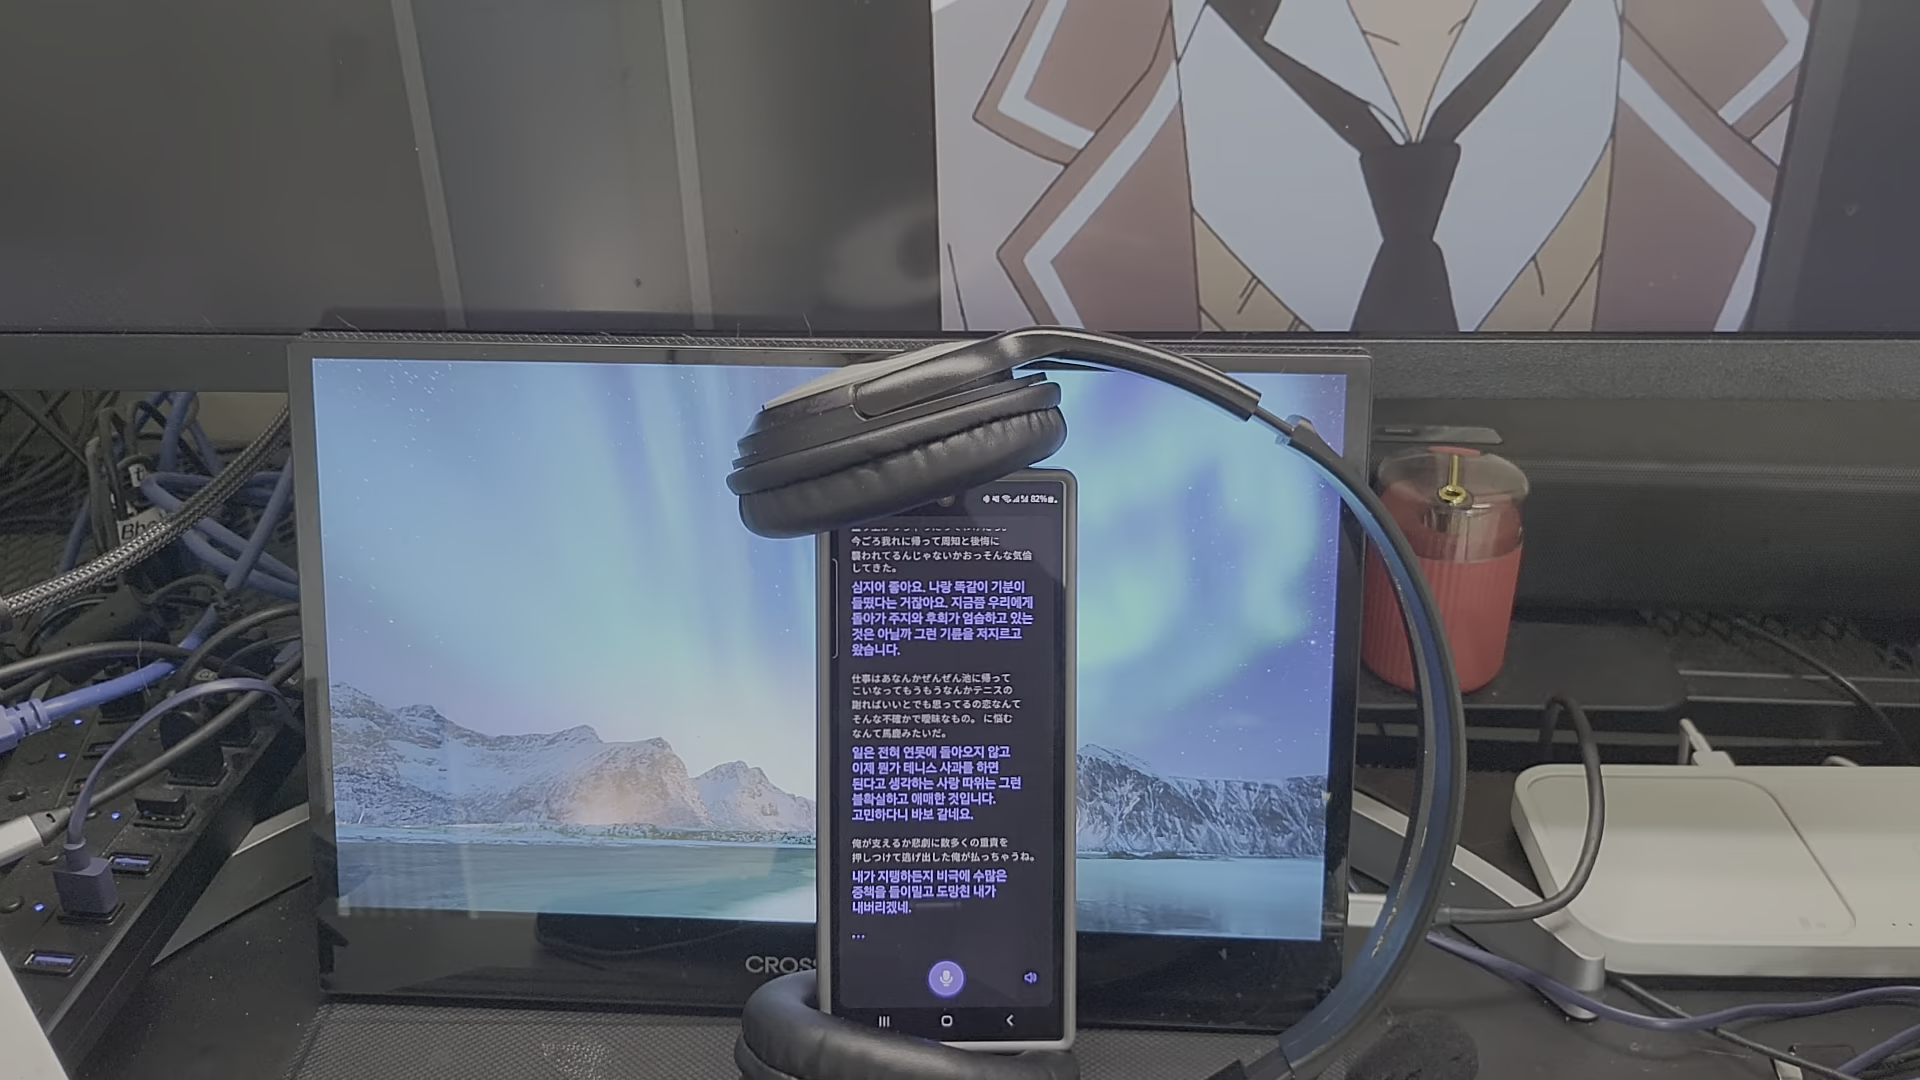 82%
今ごろ我れに帰って周知と後悔に
襲われてるんじゃないかおっそんな気倫
してきた。
심지어 좋아요. 나랑 똑같이 기분이
들떴다는 거잖아요. 지금쯤 우리에게
돌아가 주지와 후회가 엄습하고 있는
것은 아닐까 그런 기륜을 저지르고
왔습니다.
仕事はあなんかぜんぜん池に帰って
こいなってもうもうなんかテニスの
謝ればいいとでも思ってるの恋なんて
そんな不確かで曖昧なもの。 に悩む
なんて馬鹿みたいだ。
일은 전혀 연못에 돌아오지 않고
이제 뭔가 테니스 사과를 하면
된다고 생각하는 사랑 따위는 그런
불확실하고 애매한 것입니다.
고민하다니 바보 같네요.
俺が支えるか悲劇に数多くの重責を
押しつけて逃げ出した俺が払っちゃうね。
내가 지탱하든지 비극에 수많은
중책을 들이밀고 도망친 내가
내버리겠네.
...
CROSS